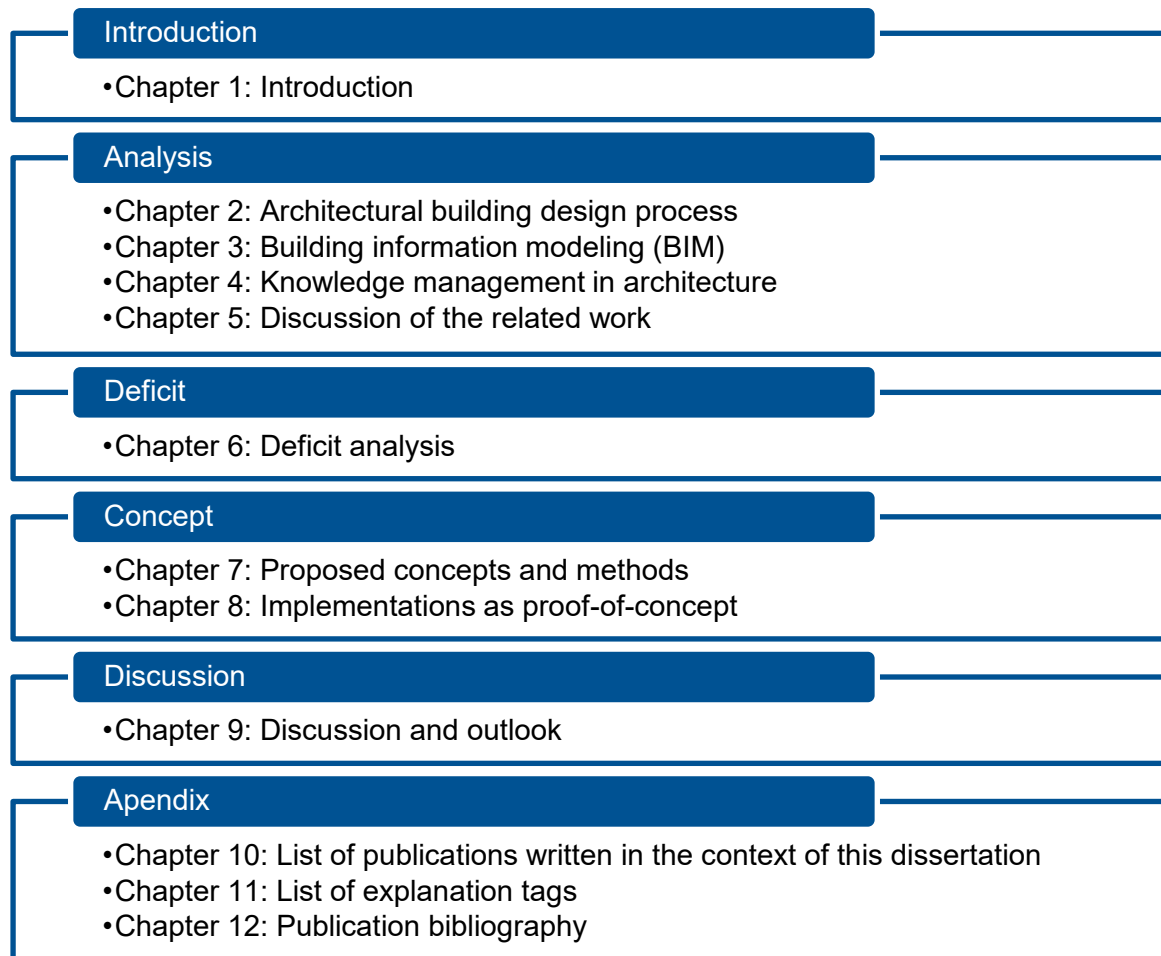 Introduction
•Chapter 1: Introduction
Analysis
•Chapter 2: Architectural building design process
•Chapter 3: Building information modeling (BIM)
•Chapter 4: Knowledge management in architecture
•Chapter 5: Discussion of the related work
Deficit
•Chapter 6: Deficit analysis
Concept
•Chapter 7: Proposed concepts and methods
•Chapter 8: Implementations as proof-of-concept
Discussion
•Chapter 9: Discussion and outlook
Apendix
•Chapter 10: List of publications written in the context of this dissertation
•Chapter 11: List of explanation tags
•Chapter 12: Publication bibliography